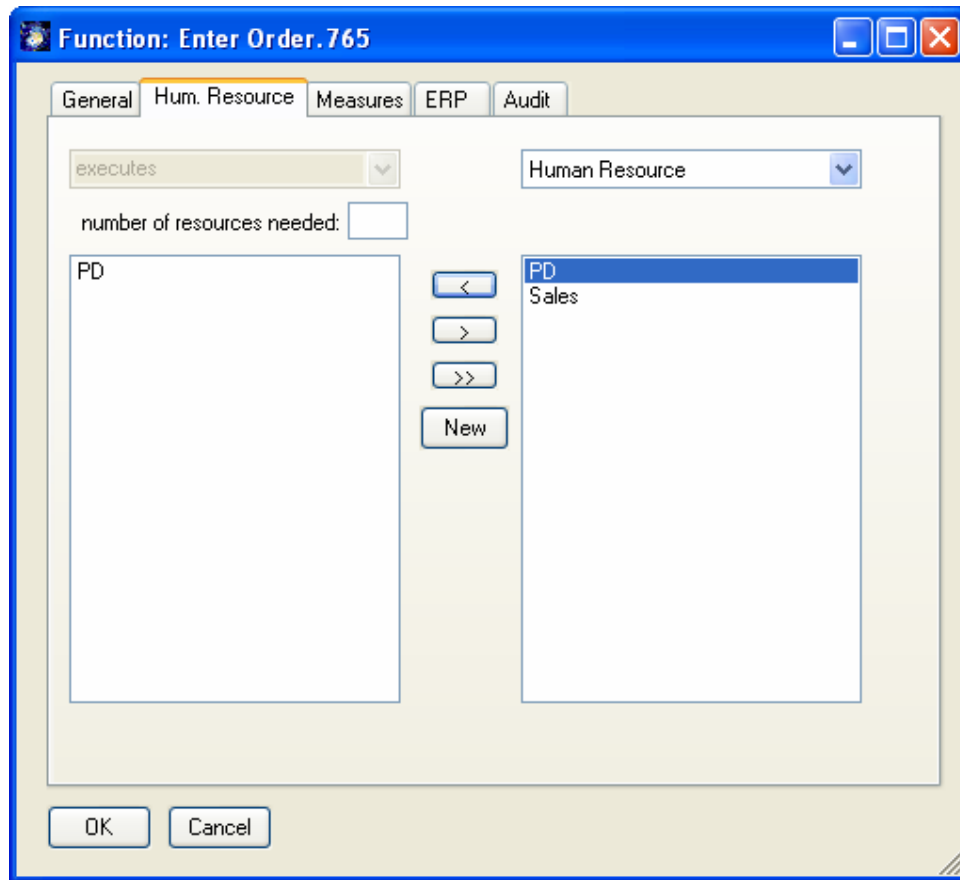 Function: Enter Order.765
General Hum. Resource Measures ERP Audit
executes Human Resource
number of resources needed:
PD < PD
Sales
>
>>
New
OK Cancel